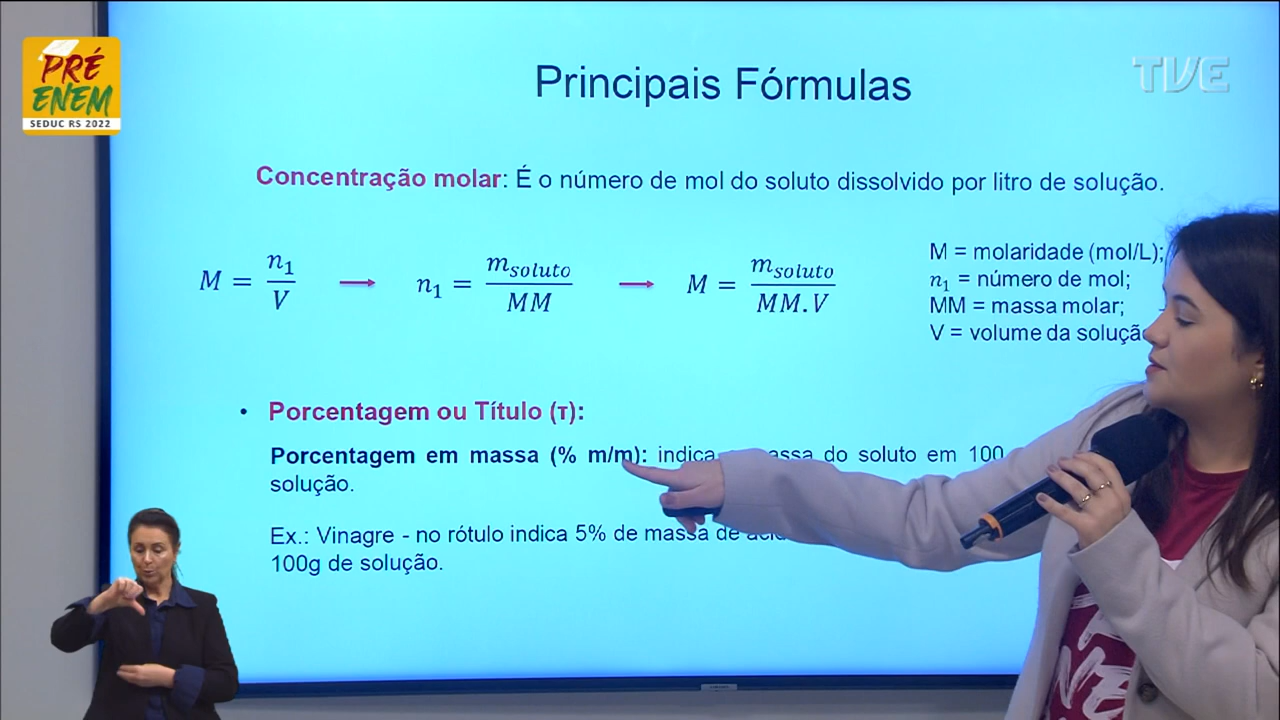 PRÉ
ENEM
SEDUC RS 2022
TVE
Principais Fórmulas
Concentração molar: É o número de mol do soluto dissolvido por litro de solução.
M = n₁/V → n₁ = m_soluto/MM → M = m_soluto/MM.V
M = molaridade (mol/L);
n₁ = número de mol;
MM = massa molar;
V = volume da solução
• Porcentagem ou Título (τ):
Porcentagem em massa (% m/m): indica massa do soluto em 100
solução.
Ex.: Vinagre - no rótulo indica 5% de massa de
100g de solução.